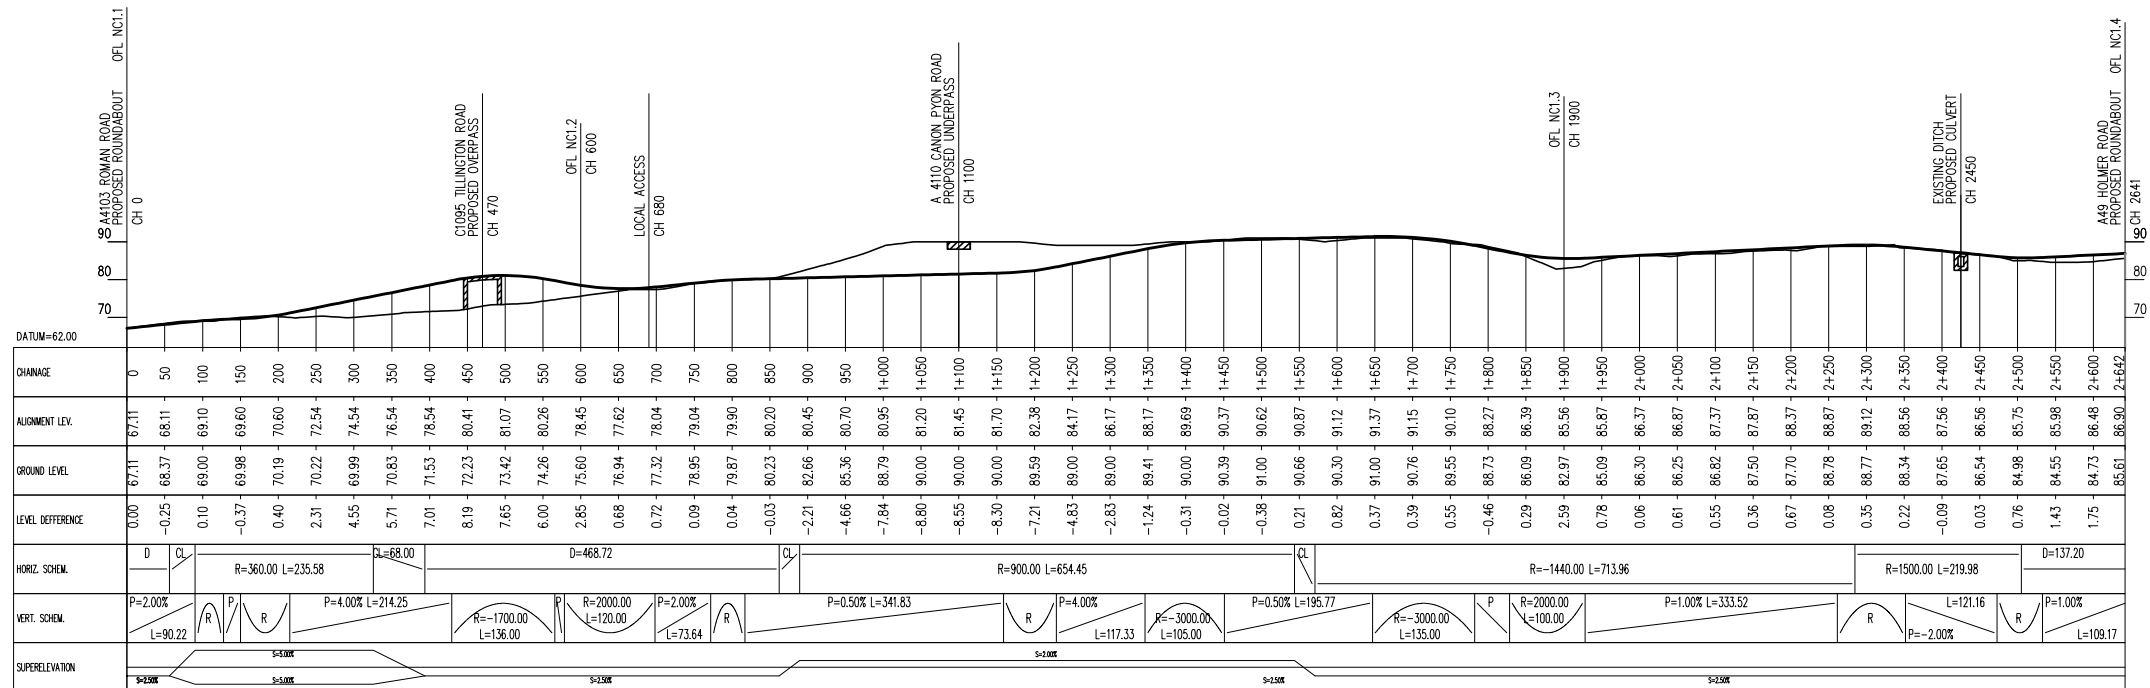 A4103 ROMAN ROAD OFL NC1.1
PROPOSED ROUNDABOUT
CH 0
C1095 TILLINGTON ROAD
PROPOSED OVERPASS
CH 470
OFL NC1.2
CH 600
LOCAL ACCESS
CH 680
A 4110 CANON PYON ROAD
PROPOSED UNDERPASS
CH 1100
OFL NC1.3
CH 1900
EXISTING DITCH
PROPOSED CULVERT
CH 2450
A49 HOLMER ROAD
PROPOSED ROUNDABOUT OFL NC1.4
CH 2641
90 90
80 80
70 70
DATUM=62.00
CHAINAGE 0 50 100 150 200 250 300 350 400 450 500 550 600 650 700 750 800 850 900 950 1+000 1+050 1+100 1+150 1+200 1+250 1+300 1+350 1+400 1+450 1+500 1+550 1+600 1+650 1+700 1+750 1+800 1+850 1+900 1+950 2+000 2+050 2+100 2+150 2+200 2+250 2+300 2+350 2+400 2+450 2+500 2+550 2+600 2+642
ALIGNMENT LEV. 67.11 68.11 69.10 69.60 70.60 72.54 74.54 76.54 78.54 80.41 81.07 80.26 78.45 77.62 78.04 79.04 79.90 80.20 80.45 80.70 80.95 81.20 81.45 81.70 82.38 84.17 86.17 88.17 89.69 90.37 90.62 90.87 91.12 91.37 91.15 90.10 88.27 86.39 85.56 85.87 86.37 86.87 87.37 87.87 88.37 88.87 89.12 88.56 87.56 86.56 85.75 85.98 86.48 86.90
GROUND LEVEL 67.11 68.37 69.00 69.98 70.19 70.22 69.99 70.83 71.53 72.23 73.42 74.26 75.60 76.94 77.32 78.95 79.87 80.23 82.66 85.36 88.79 90.00 90.00 90.00 89.59 89.00 89.00 89.41 90.00 90.39 91.00 90.66 90.30 91.00 90.76 89.55 88.73 86.09 82.97 85.09 86.30 86.25 86.82 87.50 87.70 88.78 88.77 88.34 87.65 86.54 84.98 84.55 84.73 85.61
LEVEL DEFFERENCE 0.00 -0.25 0.10 -0.37 0.40 2.31 4.55 5.71 7.01 8.19 7.65 6.00 2.85 0.68 0.72 0.09 0.04 -0.03 -2.21 -4.66 -7.84 -8.80 -8.55 -8.30 -7.21 -4.83 -2.83 -1.24 -0.31 -0.02 -0.38 0.21 0.82 0.37 0.39 0.55 -0.46 0.29 2.59 0.78 0.06 0.61 0.55 0.36 0.67 0.08 0.35 0.22 -0.09 0.03 0.76 1.43 1.75
HORIZ. SCHEM. D CL R=360.00 L=235.58 CL=68.00 D=468.72 CL R=900.00 L=654.45 CL R=-1440.00 L=713.96 R=1500.00 L=219.98 D=137.20
VERT. SCHEM. P=2.00% L=90.22 R P R P=4.00% L=214.25 R=-1700.00 L=136.00 P R=2000.00 L=120.00 P=2.00% L=73.64 R P=0.50% L=341.83 R P=4.00% L=117.33 R=-3000.00 L=105.00 P=0.50% L=195.77 R=-3000.00 L=135.00 P R=2000.00 L=100.00 P=1.00% L=333.52 R P=-2.00% L=121.16 R P=1.00% L=109.17
SUPERELEVATION S=2.50% S=5.00% S=5.00% S=2.50% S=2.00% S=2.50% S=2.50%